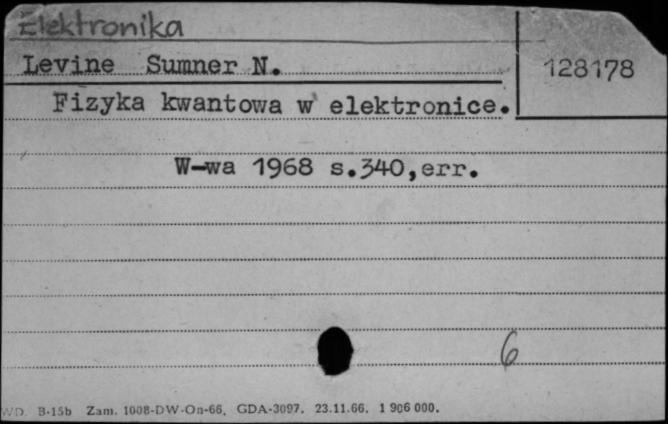 Elektronika
Levine Sumner N.
128178
Fizyka kwantowa w elektronice.
W-wa 1968 s.340,err.
6
WD. B-15b Zam. 1008-DW-On-66. GDA-3097. 23.11.66. 1 906 000.